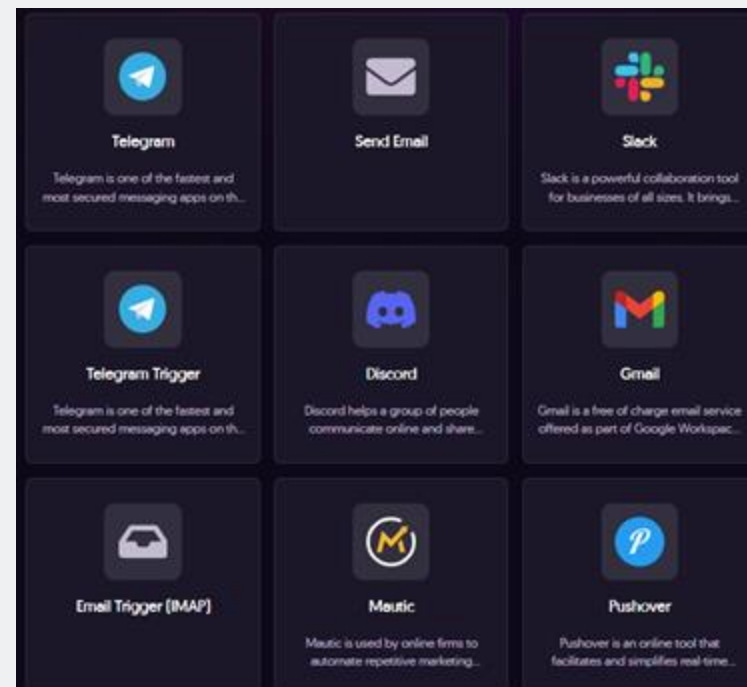 Telegram
Telegram is one of the fastest and
most secured messaging apps on th...
Send Email
Slack
Slack is a powerful collaboration tool
for businesses of all sizes. It brings...
Telegram Trigger
Telegram is one of the fastest and
most secured messaging apps on th...
Discord
Discord helps a group of people
communicate online and share...
Gmail
Gmail is a free of charge email service
offered as part of Google Workspac...
Email Trigger (IMAP)
Mautic
Mautic is used by online firms to
automate repetitive marketing...
Pushover
Pushover is an online tool that
facilitates and simplifies real-time...